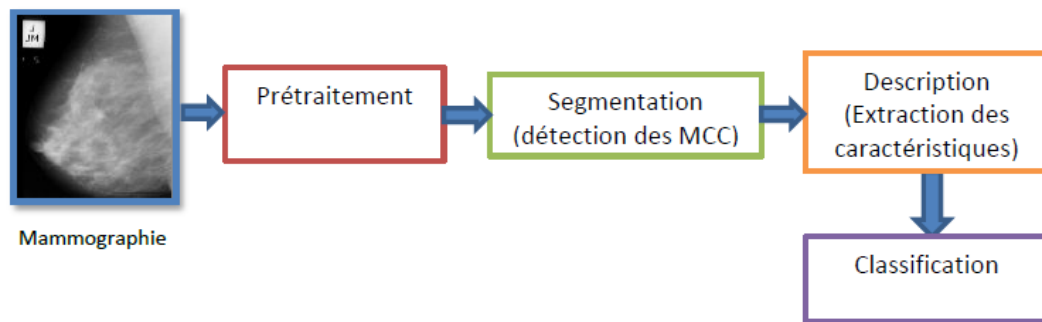 J
JM
Mammographie
Prétraitement
Segmentation
(détection des MCC)
Description
(Extraction des
caractéristiques)
Classification